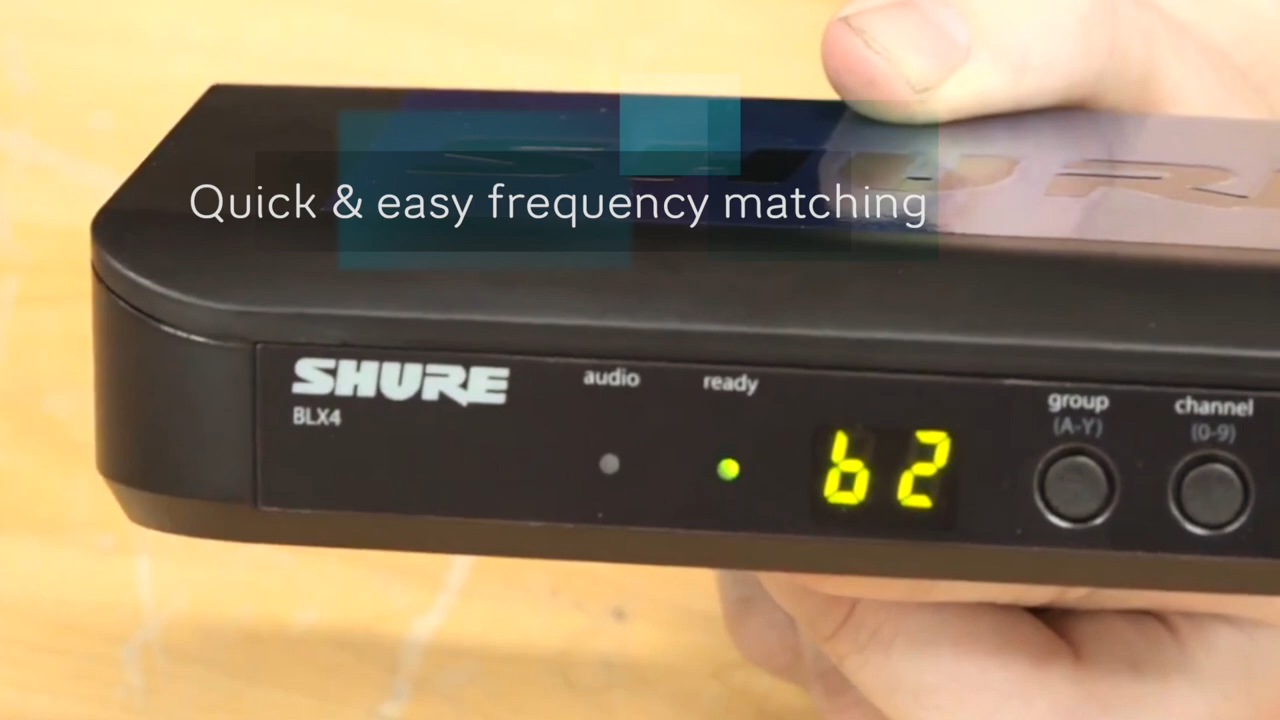 Quick & easy frequency matching
SHURE
BLX4
audio
ready
b2
group
(A-Y)
channel
(0-9)